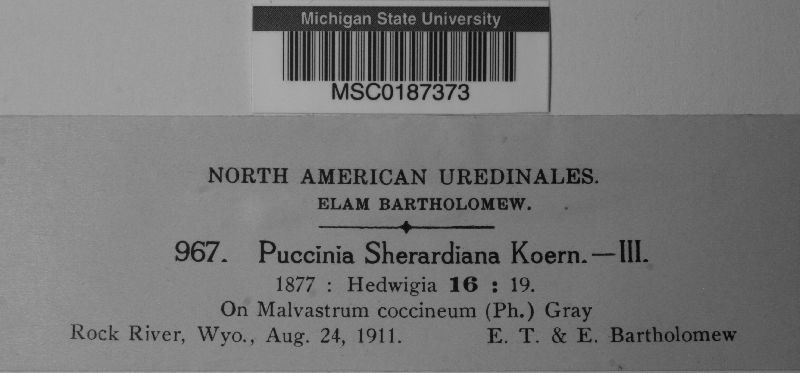 Michigan State University
MSC0187373
NORTH AMERICAN UREDINALES.
ELAM BARTHOLOMEW.
967. Puccinia Sherardiana Koern.—III.
1877 : Hedwigia 16 : 19.
On Malvastrum coccineum (Ph.) Gray
Rock River, Wyo., Aug. 24, 1911. E. T. & E. Bartholomew